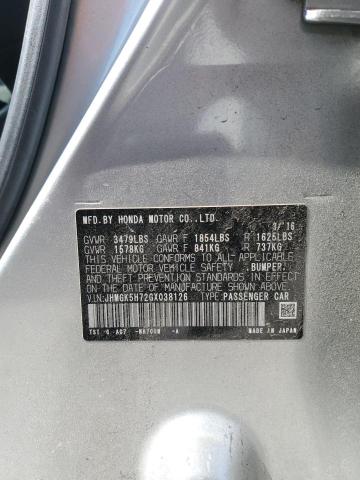 MFD.BY HONDA MOTOR CO.,LTD. 3/16
GVWR 3479LBS GAWR F 1854LBS R 1625LBS
GVWR 1578KG GAWR F 841KG R 737KG
THIS VEHICLE CONFORMS TO ALL APPLICABLE
FEDERAL MOTOR VEHICLE SAFETY, BUMPER,
AND THEFT PREVENTION STANDARDS IN EFFECT
ON THE DATE OF MANUFACTURE SHOWN ABOVE.
V.I.N:JHMGK5H72GX038126 TYPE:PASSENGER CAR
MADE IN JAPAN